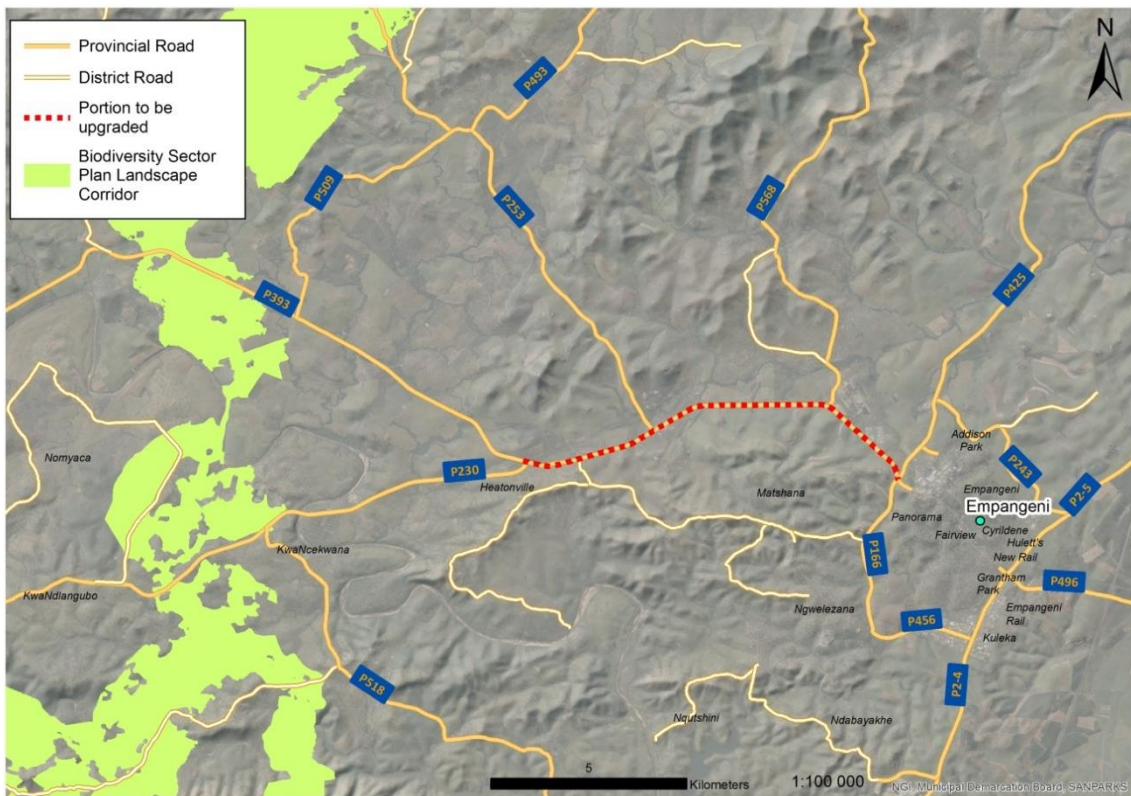 Provincial Road
District Road
Portion to be
upgraded
Biodiversity Sector
Plan Landscape
Corridor
N
P493
P509
P253
P568
P425
P393
Addison
Park
P243
Nomyaca
P230
Heatonville
Matshana
Empangeni
P2-5
Empangeni
Panorama
Fairview
Cyrildene
Hulett's
New Rail
KwaNcekwana
P166
Grantham
Park
P496
KwaNdlangubo
Ngwelezana
Empangeni
Rail
P456
Kuleka
P518
P2-4
Nqutshini
Ndabayakhe
5
Kilometers
1:100 000
NGI, Municipal Demarcation Board, SANPARKS